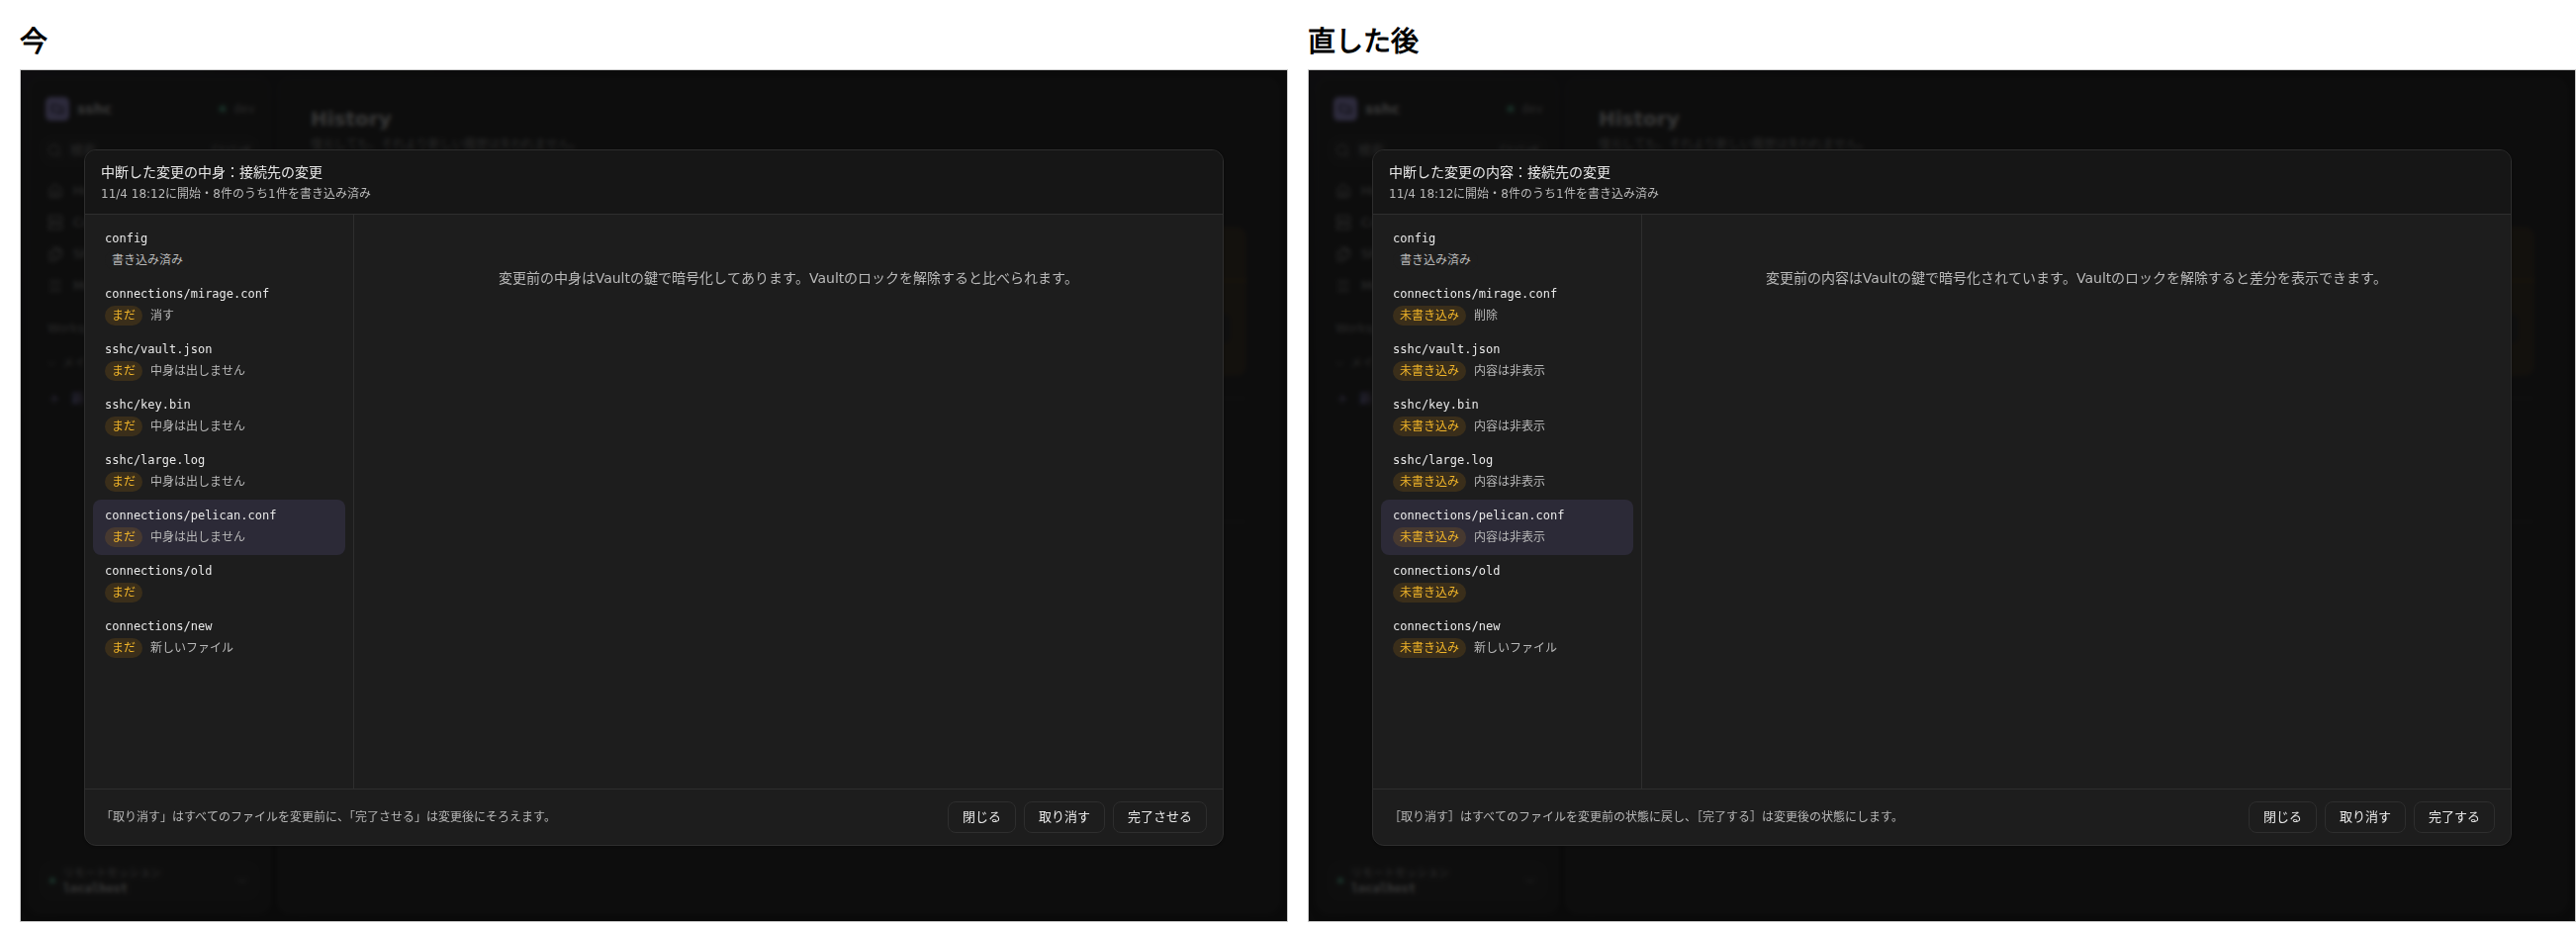 今
sshc
History
中断した変更の中身：接続先の変更
11/4 18:12に開始・8件のうち1件を書き込み済み
config
書き込み済み
connections/mirage.conf
まだ 消す
sshc/vault.json
まだ 中身は出しません
sshc/key.bin
まだ 中身は出しません
sshc/large.log
まだ 中身は出しません
connections/pelican.conf
まだ 中身は出しません
connections/old
まだ
connections/new
まだ 新しいファイル
変更前の中身はVaultの鍵で暗号化してあります。Vaultのロックを解除すると比べられます。
「取り消す」はすべてのファイルを変更前に、「完了させる」は変更後にそろえます。
閉じる 取り消す 完了させる
localhost
直した後
sshc
History
中断した変更の内容：接続先の変更
11/4 18:12に開始・8件のうち1件を書き込み済み
config
書き込み済み
connections/mirage.conf
未書き込み 削除
sshc/vault.json
未書き込み 内容は非表示
sshc/key.bin
未書き込み 内容は非表示
sshc/large.log
未書き込み 内容は非表示
connections/pelican.conf
未書き込み 内容は非表示
connections/old
未書き込み
connections/new
未書き込み 新しいファイル
変更前の内容はVaultの鍵で暗号化されています。Vaultのロックを解除すると差分を表示できます。
［取り消す］はすべてのファイルを変更前の状態に戻し、［完了する］は変更後の状態にします。
閉じる 取り消す 完了する
localhost